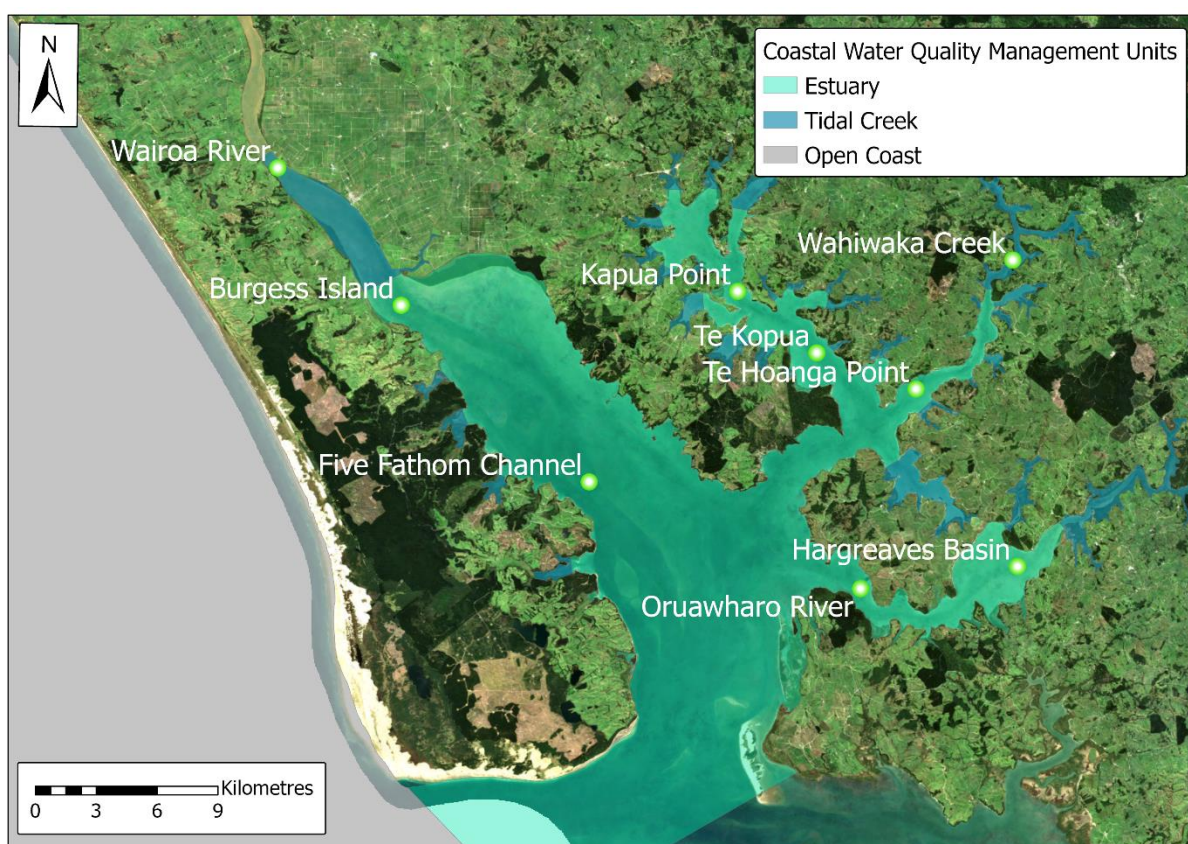 N
Coastal Water Quality Management Units
Estuary
Tidal Creek
Open Coast
Wairoa River
Wahiwaka Creek
Kapua Point
Burgess Island
Te Kopua
Te Hoanga Point
Five Fathom Channel
Hargreaves Basin
Oruawharo River
Kilometres
0 3 6 9